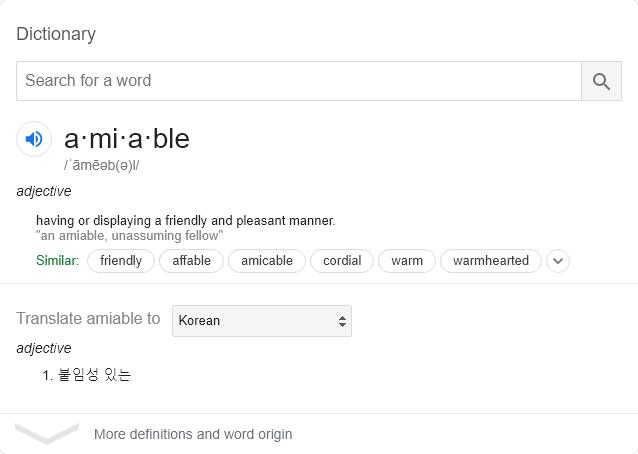 Dictionary
Search for a word
a·mi·a·ble
/ˈāmēəb(ə)l/
adjective
having or displaying a friendly and pleasant manner.
"an amiable, unassuming fellow"
Similar: friendly affable amicable cordial warm warmhearted
Translate amiable to Korean
adjective
1. 붙임성 있는
More definitions and word origin